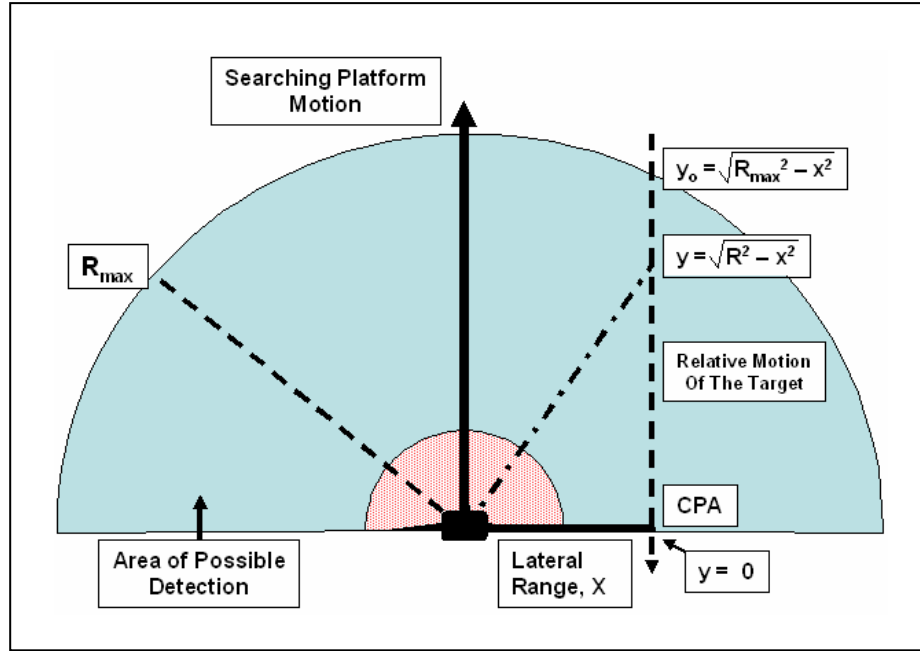 Searching Platform
Motion
y₀ = √(Rmax² – x²)
y = √(R² – x²)
Rmax
Relative Motion
Of The Target
CPA
Area of Possible
Detection
Lateral
Range, X
y = 0